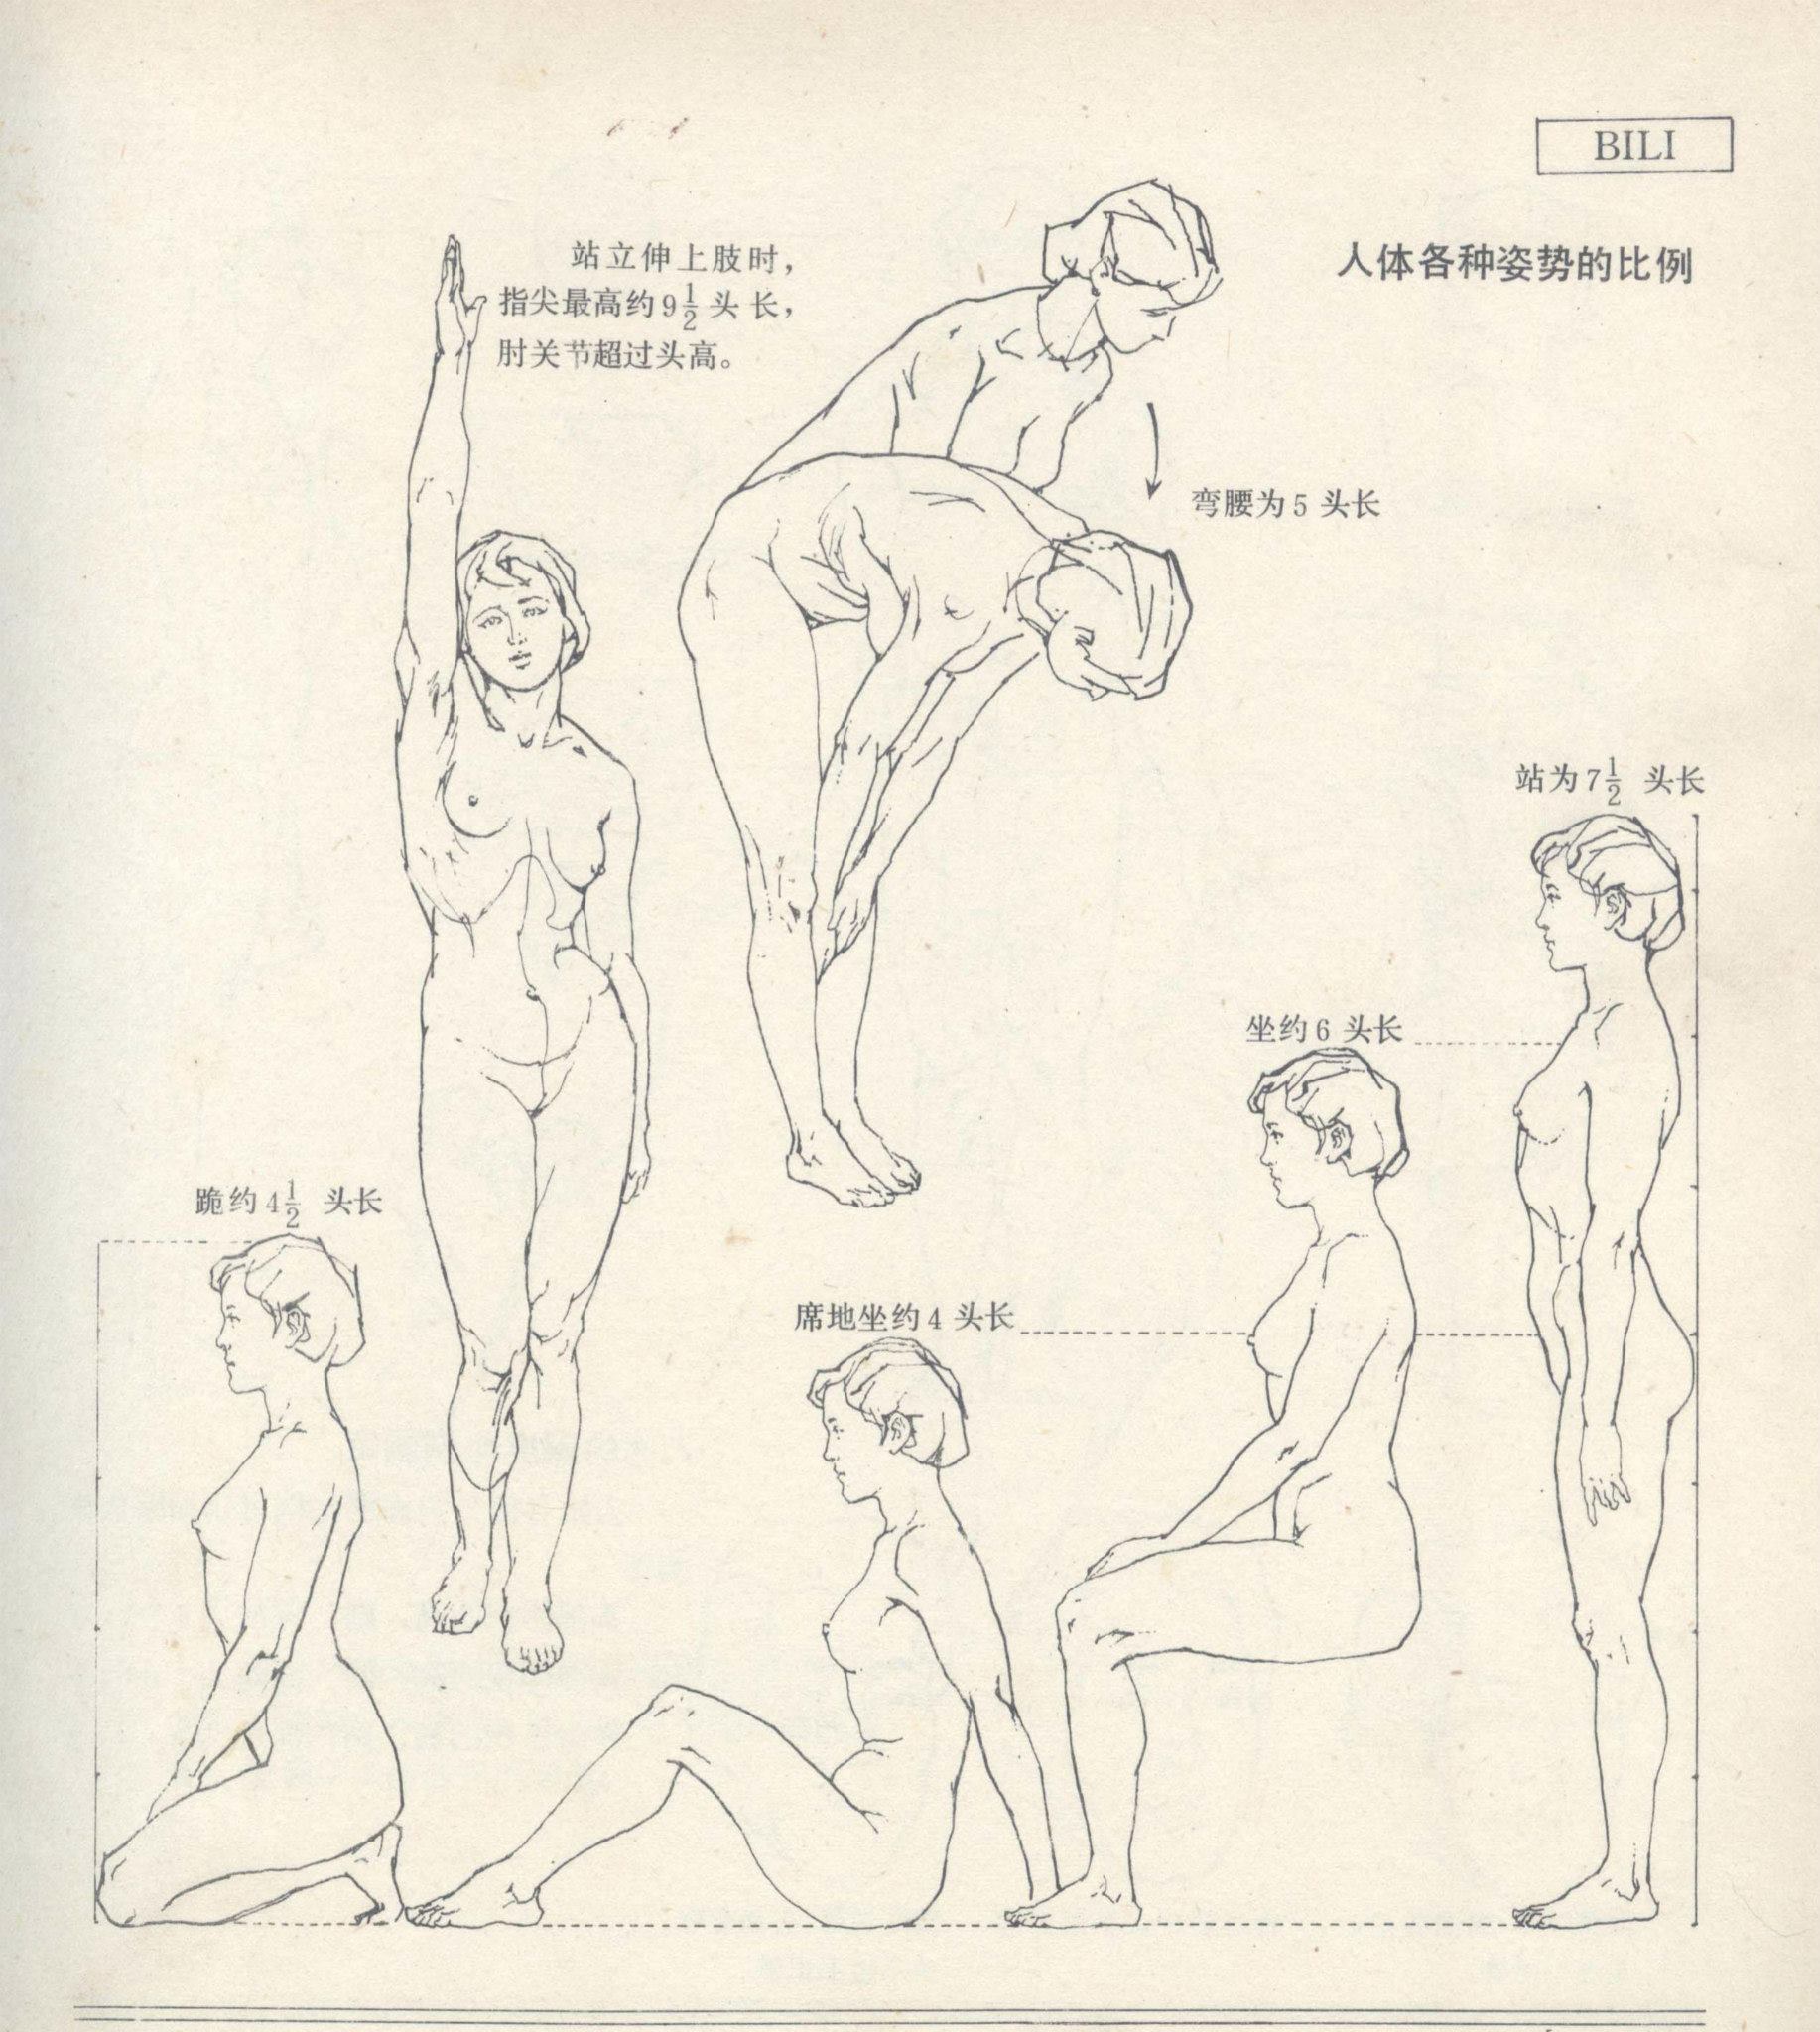 BILI
人体各种姿势的比例
站立伸上肢时，
指尖最高约9½头长，
肘关节超过头高。
弯腰为5头长
站为7½头长
坐约6头长
跪约4½头长
席地坐约4头长